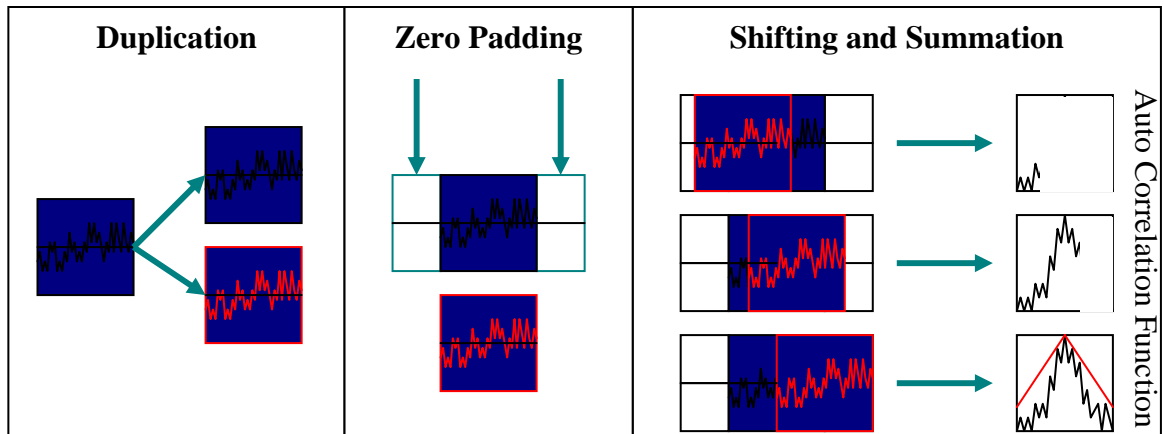 Duplication
Zero Padding
Shifting and Summation
Auto Correlation Function